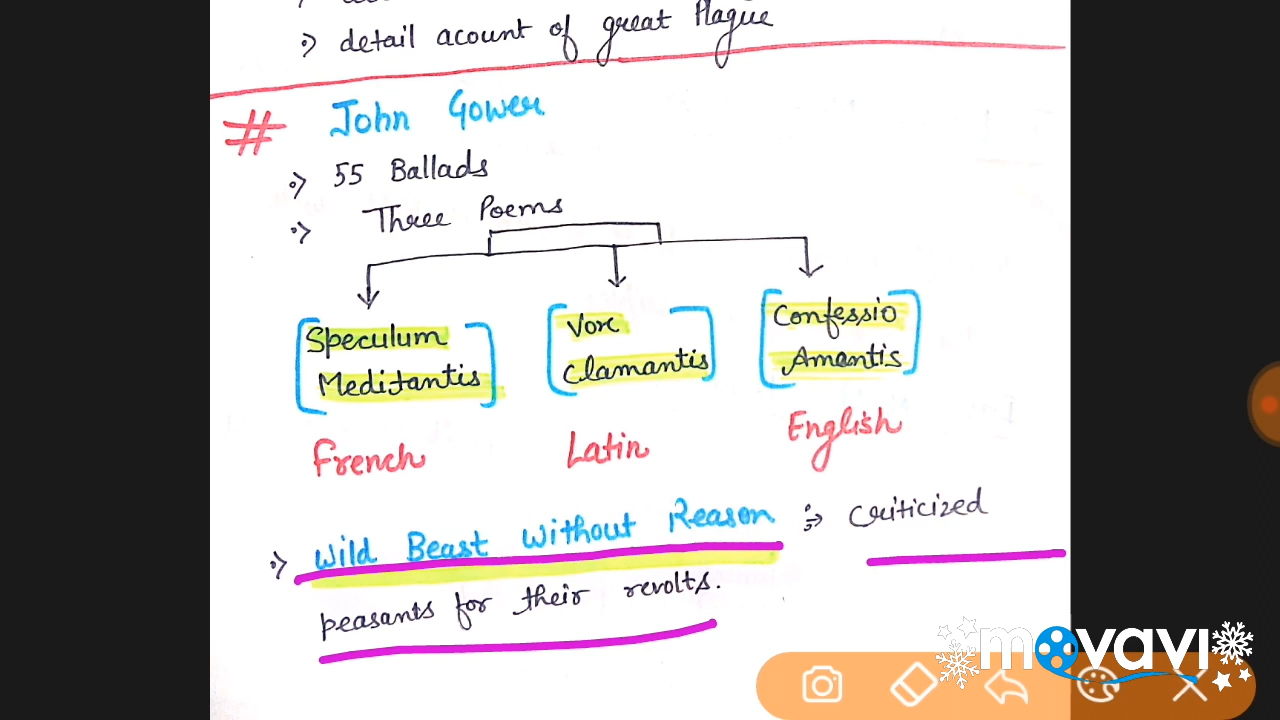 detail acount of great Plague
# John Gower
55 Ballads
Three Poems
Speculum Vox Confessio
Meditantis Clamantis Amantis
French Latin English
Wild Beast Without Reason :⇒ Criticized
peasants for their revolts.
movavi